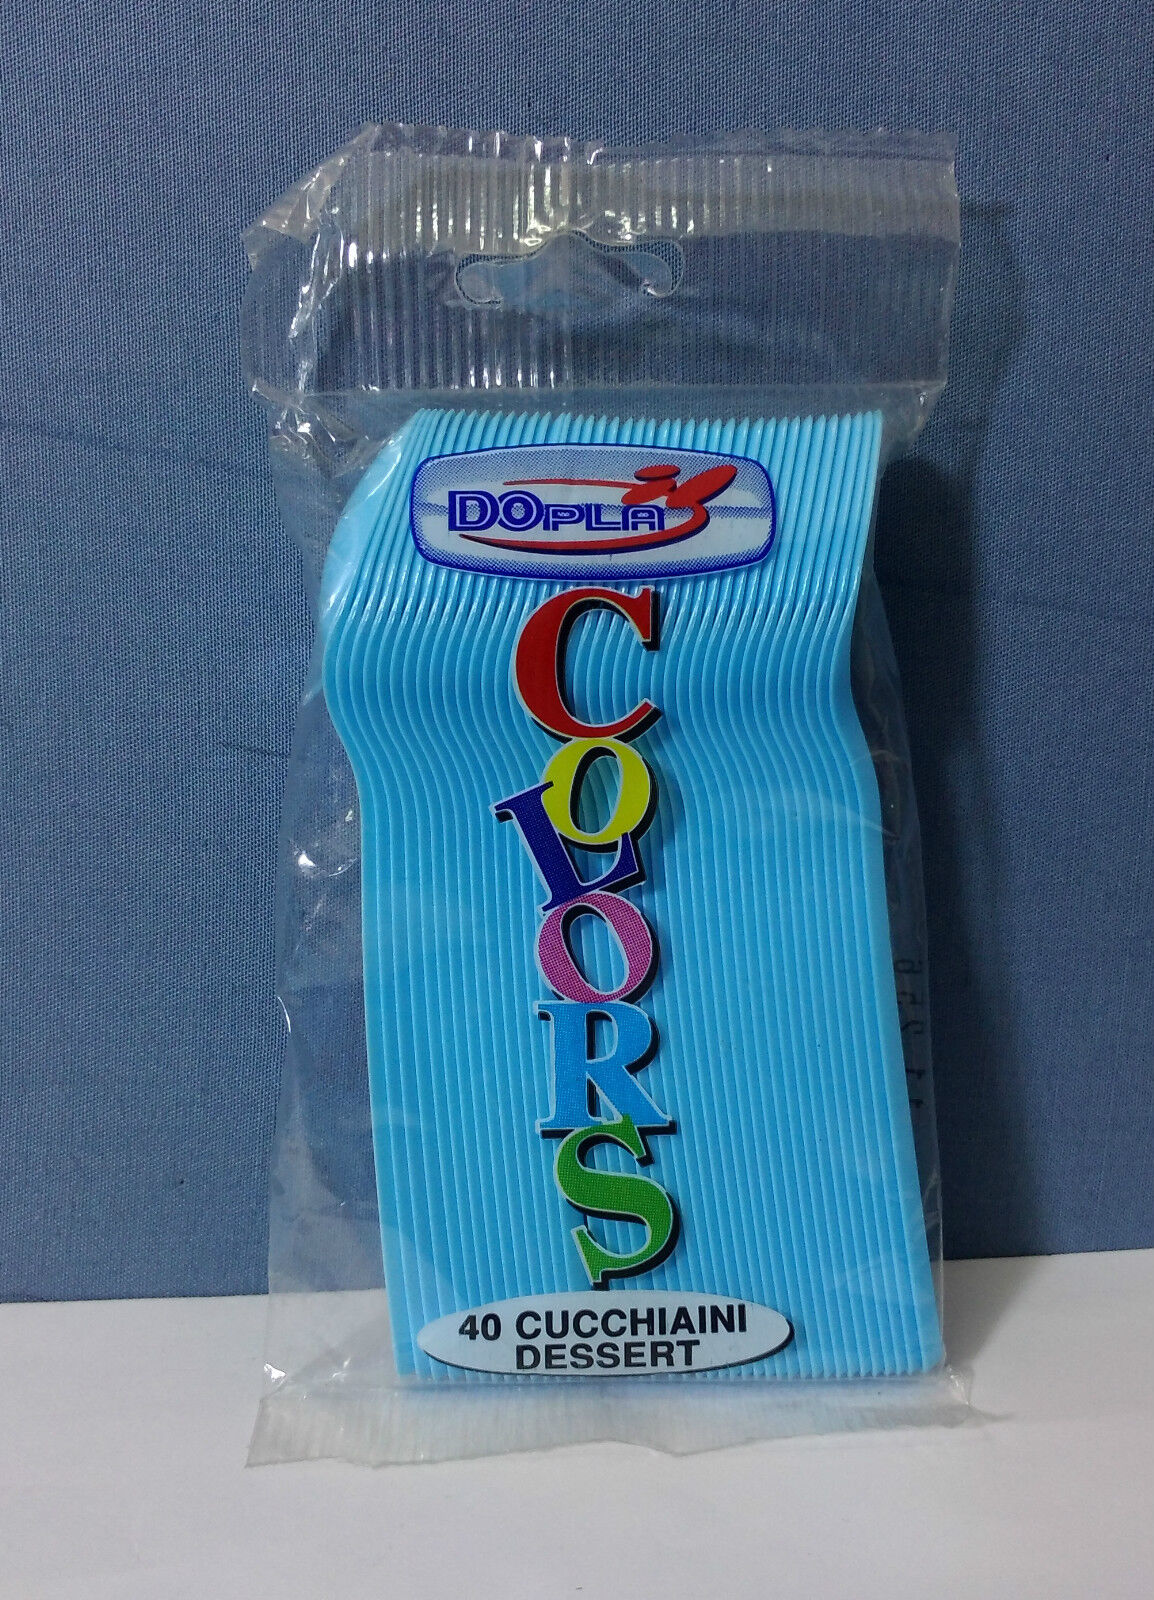 DOPLA
COLORS
40 CUCCHIAINI
DESSERT